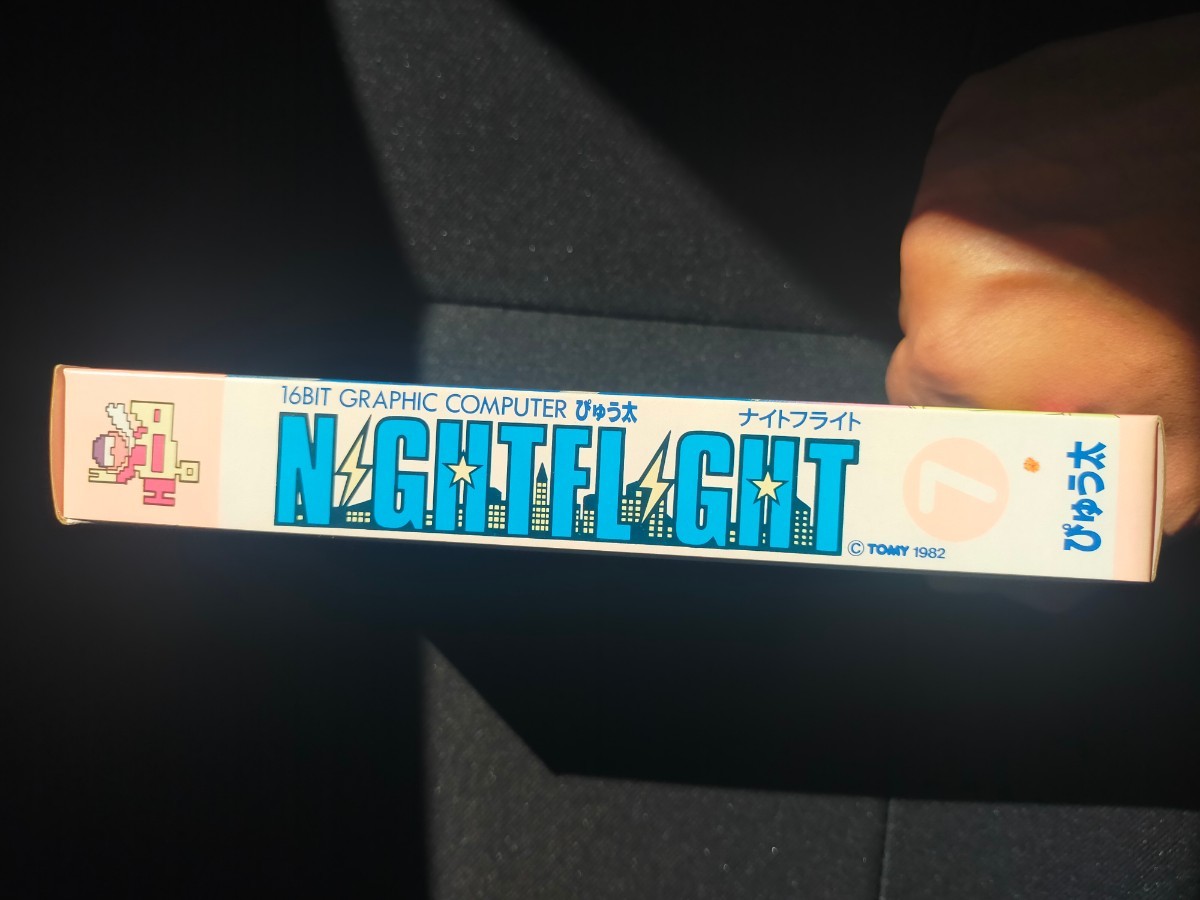 16BIT GRAPHIC COMPUTER ぴゅう太
ナイトフライト
NIGHTFLIGHT
© TOMY 1982
7
ぴゅう太